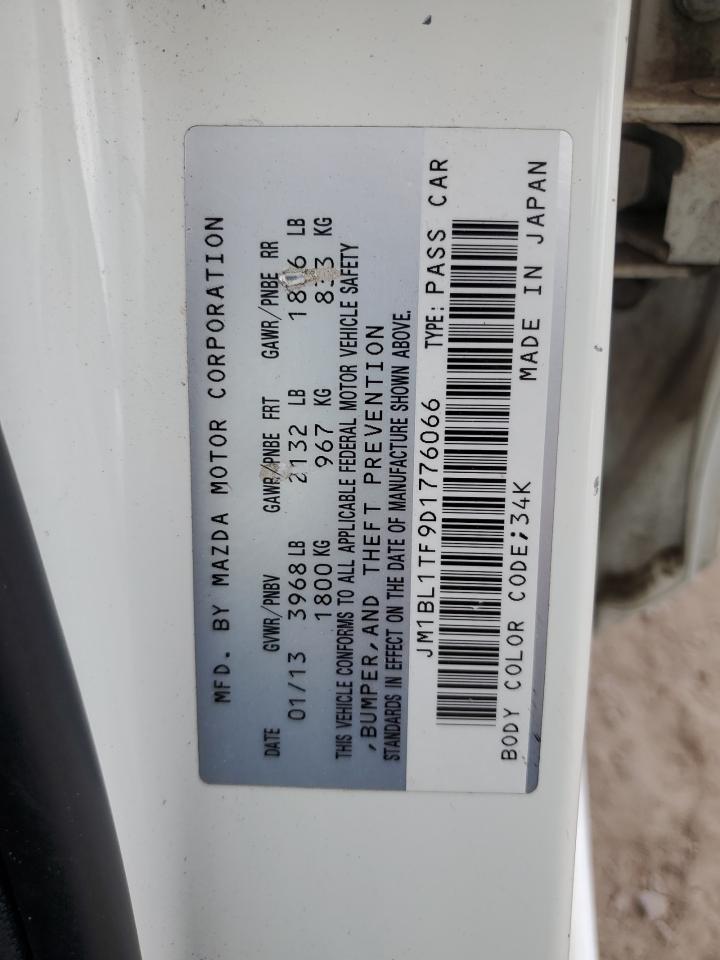 MFD. BY MAZDA MOTOR CORPORATION
DATE GVWR/PNBV GAWR/PNBE FRT GAWR/PNBE RR
01/13 3968 LB 2132 LB LB
1800 KG 967 KG KG
THIS VEHICLE CONFORMS TO ALL APPLICABLE FEDERAL MOTOR VEHICLE SAFETY
,BUMPER,AND THEFT PREVENTION
STANDARDS IN EFFECT ON THE DATE OF MANUFACTURE SHOWN ABOVE.
JM1BL1TF9D1776066 TYPE: PASS CAR
BODY COLOR CODE;34K MADE IN JAPAN